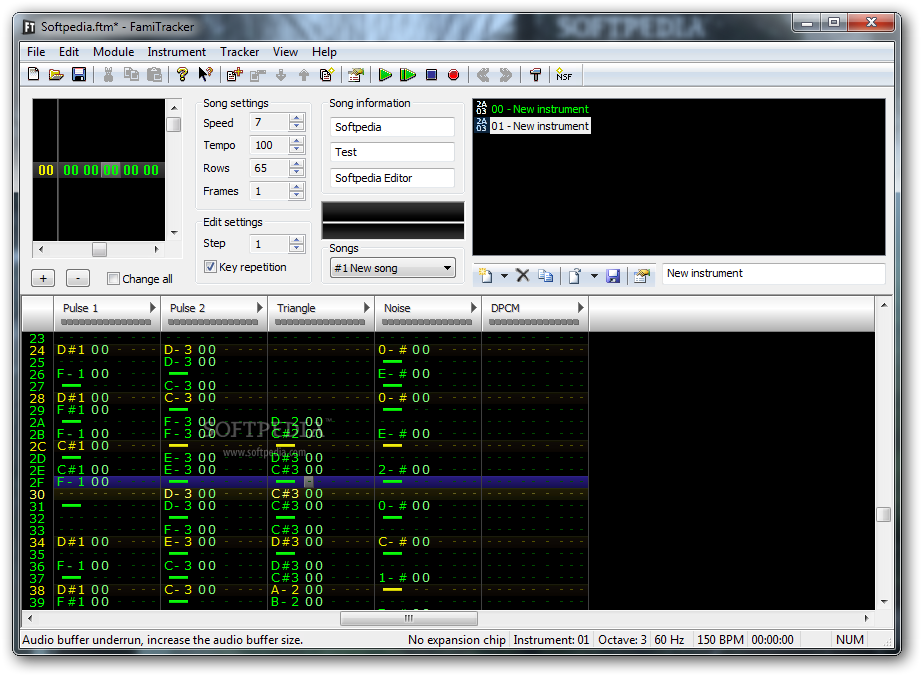 Softpedia.ftm* - FamiTracker
SOFTPEDIA
File Edit Module Instrument Tracker View Help
NSF
Song settings
Speed 7
Tempo 100
Rows 65
Frames 1
Song information
Softpedia
Test
Softpedia Editor
2A03 00 - New instrument
2A03 01 - New instrument
00 00 00 00 00 00
Edit settings
Step 1
Key repetition
Songs
#1 New song
+ - Change all
New instrument
Pulse 1 Pulse 2 Triangle Noise DPCM
23
24 D#1 00 D-3 00 0-# 00
25 D-3 00
26 F-1 00 E-# 00
27 C-3 00
28 D#1 00 C-3 00 0-# 00
29 F#1 00
2A F-3 00 D-2 00
2B F-1 00 F-3 00 C#2 00 E-# 00
2C C#1 00
2D E-3 00 D#3 00
2E C#1 00 E-3 00 C#3 00 2-# 00
2F F-1 00
30 D-3 00 C#3 00
31 D-3 00 C#3 00 0-# 00
32
33 F-3 00 C#3 00
34 D#1 00 E-3 00 D#3 00 C-# 00
35
36 F-1 00 C-3 00 D#3 00
37 C#3 00 1-# 00
38 D#1 00 C-3 00 A-2 00
39 F#1 00 B-2 00
SOFTPEDIA™
www.softpedia.com
Audio buffer underrun, increase the audio buffer size. No expansion chip Instrument: 01 Octave: 3 60 Hz 150 BPM 00:00:00 NUM